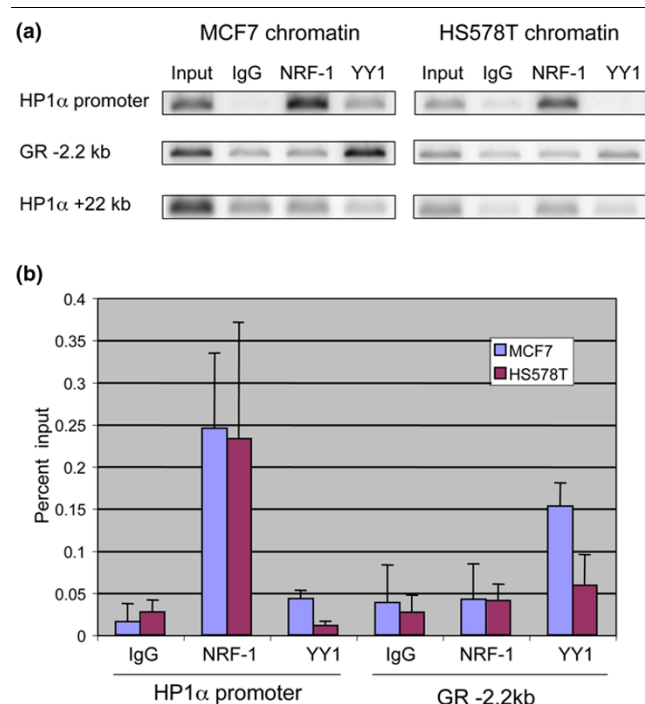 (a)
MCF7 chromatin HS578T chromatin
Input IgG NRF-1 YY1 Input IgG NRF-1 YY1
HP1α promoter
GR -2.2 kb
HP1α +22 kb
(b)
0.4
0.35
0.3
0.25
0.2
0.15
0.1
0.05
0
Percent input
MCF7
HS578T
IgG NRF-1 YY1 IgG NRF-1 YY1
HP1α promoter GR -2.2kb